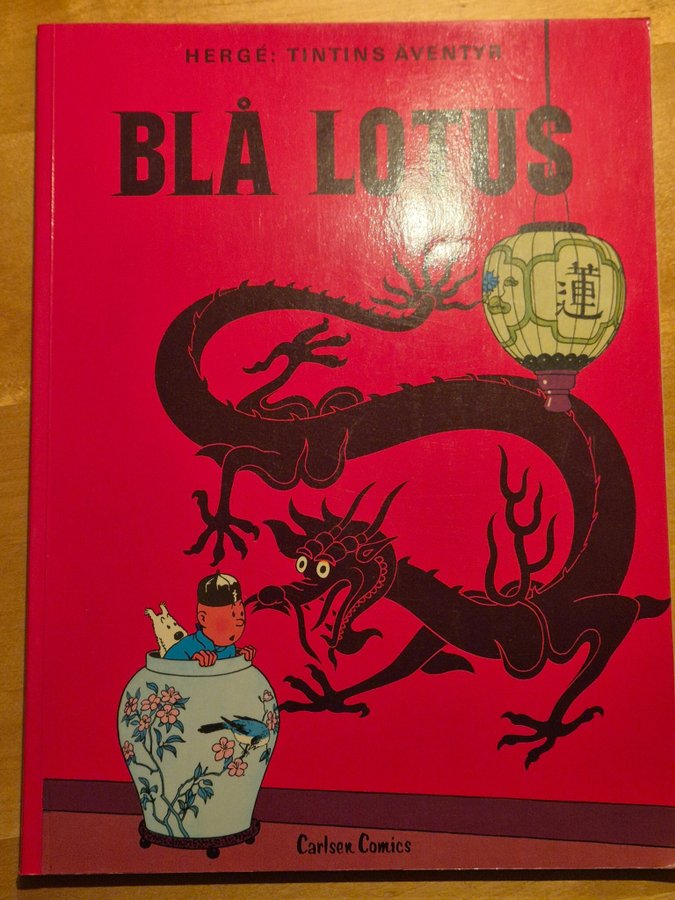 HERGÉ: TINTINS ÄVENTYR
BLÅ LOTUS
蓮
Carlsen Comics